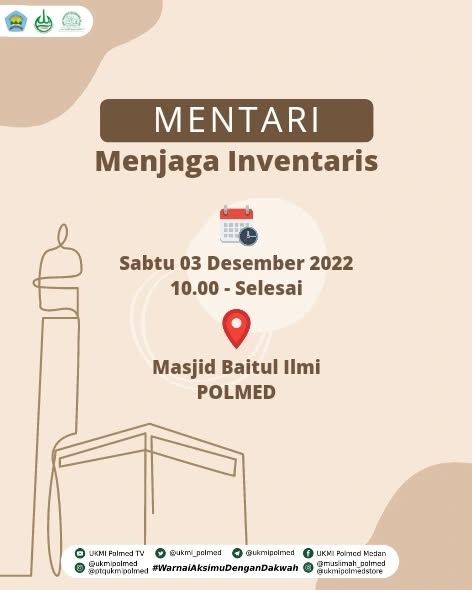 MENTARI
Menjaga Inventaris
Sabtu 03 Desember 2022
10.00 - Selesai
Masjid Baitul Ilmi
POLMED
UKMI Polmed TV @ukmi_polmed @ukmipolmed UKMI Polmed Medan
@ukmipolmed
@ptqukmipolmed #WarnaiAksimuDenganDakwah @muslimah_polmed
@ukmipolmedstore